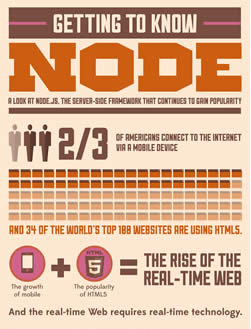 GETTING TO KNOW
NODE
A LOOK AT NODE.JS, THE SERVER-SIDE FRAMEWORK THAT CONTINUES TO GAIN POPULARITY
2/3
OF AMERICANS CONNECT TO THE INTERNET
VIA A MOBILE DEVICE
AND 34 OF THE WORLD'S TOP 100 WEBSITES ARE USING HTML5.
HTML
5
+
=
THE RISE OF THE
REAL-TIME WEB
The growth
of mobile
The popularity
of HTML5
And the real-time Web requires real-time technology.